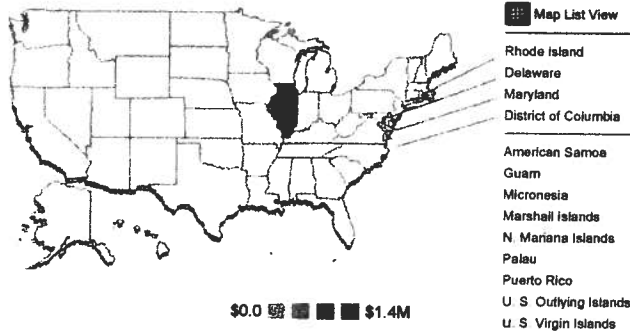 Map List View
Rhode Island
Delaware
Maryland
District of Columbia
American Samoa
Guam
Micronesia
Marshall Islands
N. Mariana Islands
Palau
Puerto Rico
U. S. Outlying Islands
U. S. Virgin Islands
$0.0 $1.4M